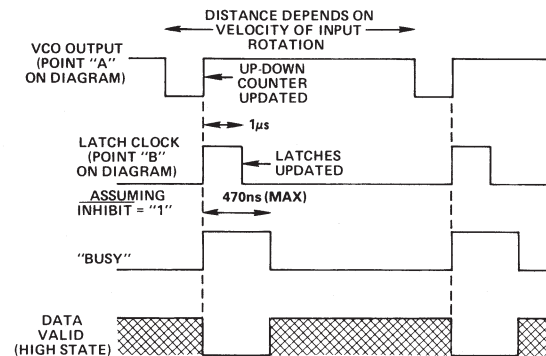 DISTANCE DEPENDS ON
VELOCITY OF INPUT
ROTATION
VCO OUTPUT
(POINT "A"
ON DIAGRAM)
UP-DOWN
COUNTER
UPDATED
1μs
LATCH CLOCK
(POINT "B"
ON DIAGRAM)
LATCHES
UPDATED
ASSUMING
INHIBIT = "1"
470ns (MAX)
"BUSY"
DATA
VALID
(HIGH STATE)